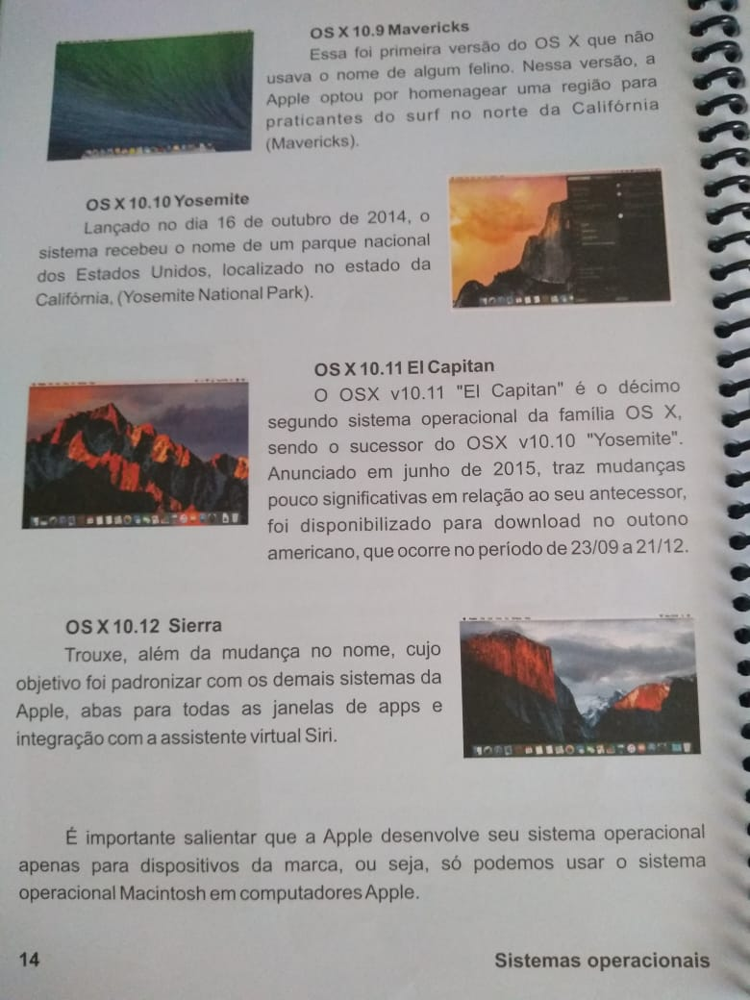 OS X 10.9 Mavericks
Essa foi primeira versão do OS X que não
usava o nome de algum felino. Nessa versão, a
Apple optou por homenagear uma região para
praticantes do surf no norte da Califórnia
(Mavericks).
OS X 10.10 Yosemite
Lançado no dia 16 de outubro de 2014, o
sistema recebeu o nome de um parque nacional
dos Estados Unidos, localizado no estado da
Califórnia, (Yosemite National Park).
OS X 10.11 El Capitan
O OSX v10.11 "El Capitan" é o décimo
segundo sistema operacional da família OS X,
sendo o sucessor do OSX v10.10 "Yosemite".
Anunciado em junho de 2015, traz mudanças
pouco significativas em relação ao seu antecessor,
foi disponibilizado para download no outono
americano, que ocorre no período de 23/09 a 21/12.
OS X 10.12 Sierra
Trouxe, além da mudança no nome, cujo
objetivo foi padronizar com os demais sistemas da
Apple, abas para todas as janelas de apps e
integração com a assistente virtual Siri.
É importante salientar que a Apple desenvolve seu sistema operacional
apenas para dispositivos da marca, ou seja, só podemos usar o sistema
operacional Macintosh em computadores Apple.
14
Sistemas operacionais